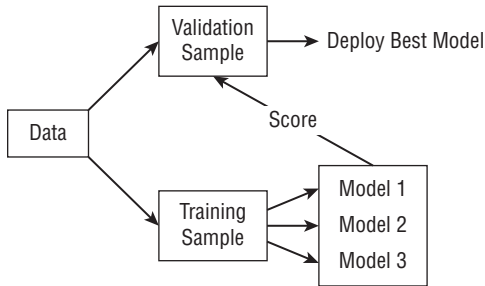 Validation
Sample
Deploy Best Model
Data
Score
Training
Sample
Model 1
Model 2
Model 3